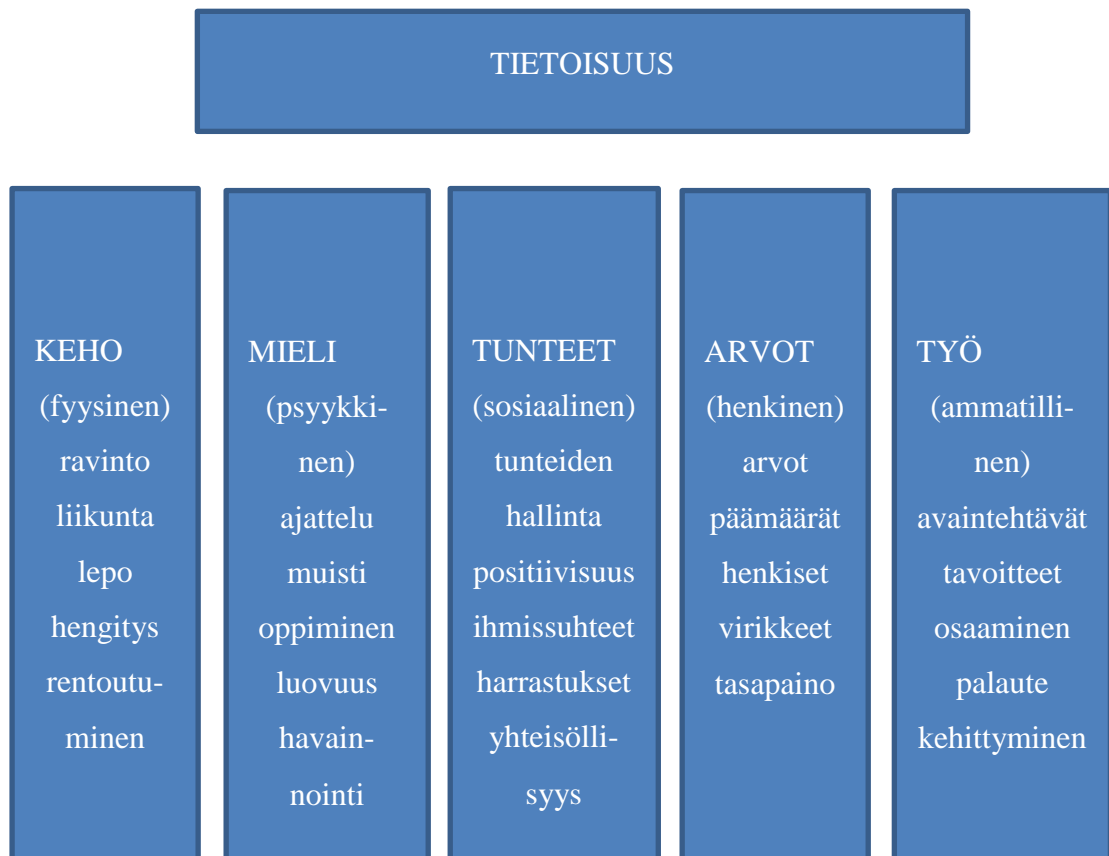 TIETOISUUS
KEHO
(fyysinen)
ravinto
liikunta
lepo
hengitys
rentoutu-
minen
MIELI
(psyykki-
nen)
ajattelu
muisti
oppiminen
luovuus
havain-
nointi
TUNTEET
(sosiaalinen)
tunteiden
hallinta
positiivisuus
ihmissuhteet
harrastukset
yhteisölli-
syys
ARVOT
(henkinen)
arvot
päämäärät
henkiset
virikkeet
tasapaino
TYÖ
(ammatilli-
nen)
avaintehtävät
tavoitteet
osaaminen
palaute
kehittyminen